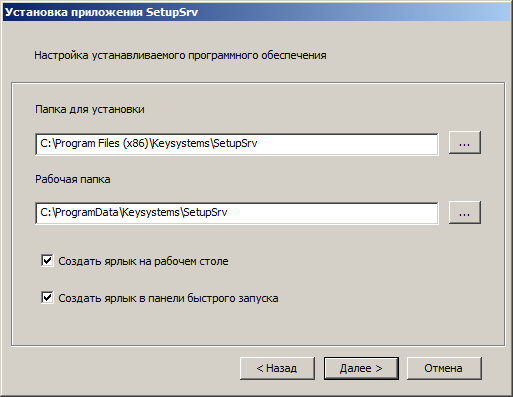 Установка приложения SetupSrv
Настройка устанавливаемого программного обеспечения
Папка для установки
C:\Program Files (x86)\Keysystems\SetupSrv
...
Рабочая папка
C:\ProgramData\Keysystems\SetupSrv
...
Создать ярлык на рабочем столе
Создать ярлык в панели быстрого запуска
< Назад Далее > Отмена